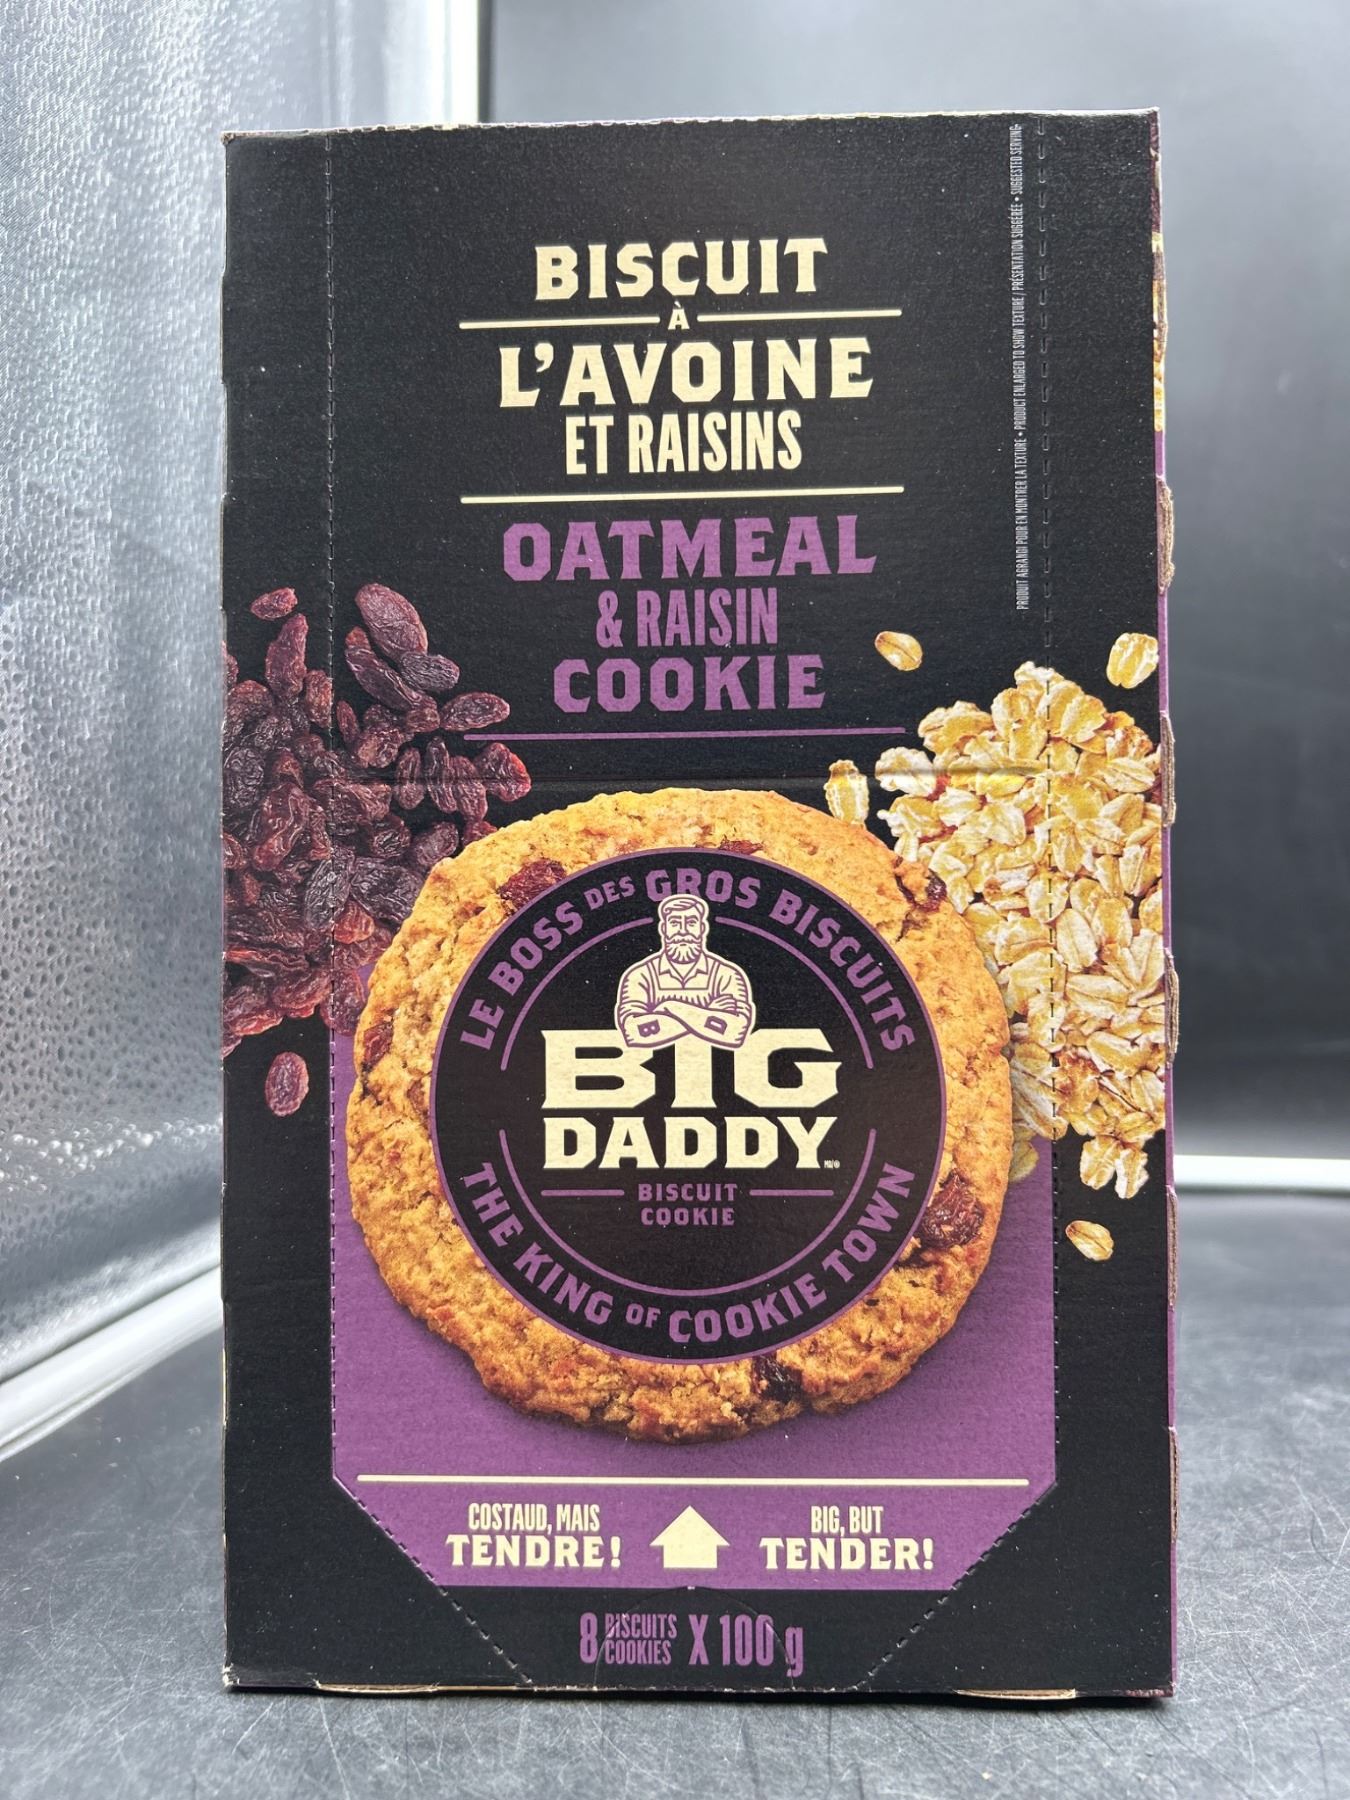 BISCUIT
À
L'AVOINE
ET RAISINS
OATMEAL
& RAISIN
COOKIE
PRODUIT AGRANDI POUR EN MONTRER LA TEXTURE • PRODUCT ENLARGED TO SHOW TEXTURE / PRÉSENTATION SUGGÉRÉE • SUGGESTED SERVING
LE BOSS DES GROS BISCUITS
B D
BIG
DADDY MD/®
BISCUIT
COOKIE
THE KING OF COOKIE TOWN
COSTAUD, MAIS
TENDRE!
BIG, BUT
TENDER!
8 BISCUITS COOKIES X 100 g